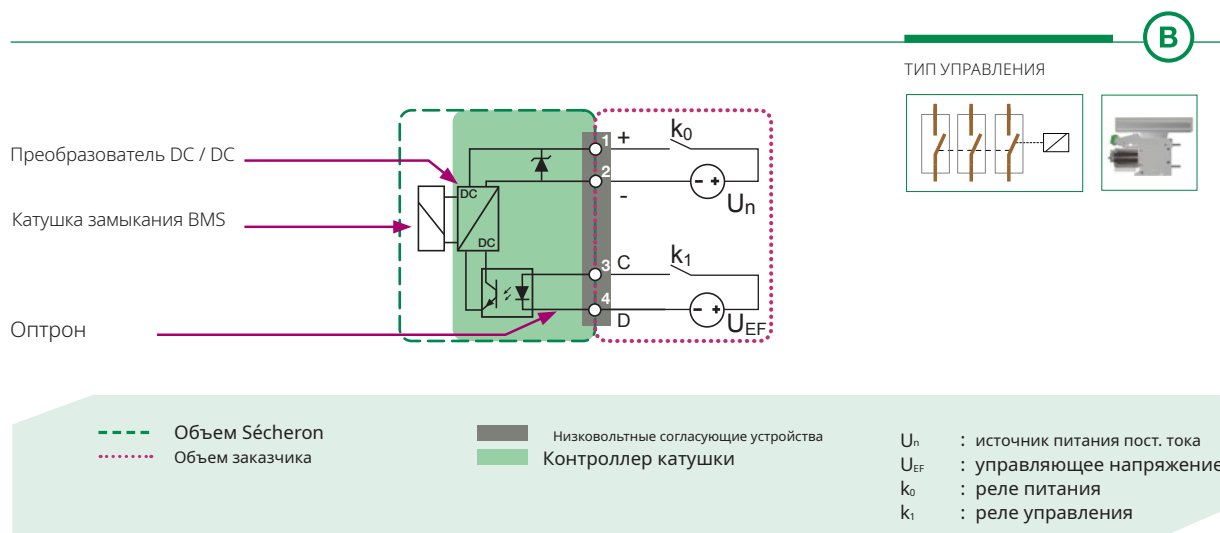 B
ТИП УПРАВЛЕНИЯ
Преобразователь DC / DC
Катушка замыкания BMS
Оптрон
DC
DC
1
+
k₀
2
-
Uₙ
3
C
k₁
4
D
U_EF
Объем Sécheron
Объем заказчика
Низковольтные согласующие устройства
Контроллер катушки
Uₙ : источник питания пост. тока
U_EF : управляющее напряжение
k₀ : реле питания
k₁ : реле управления